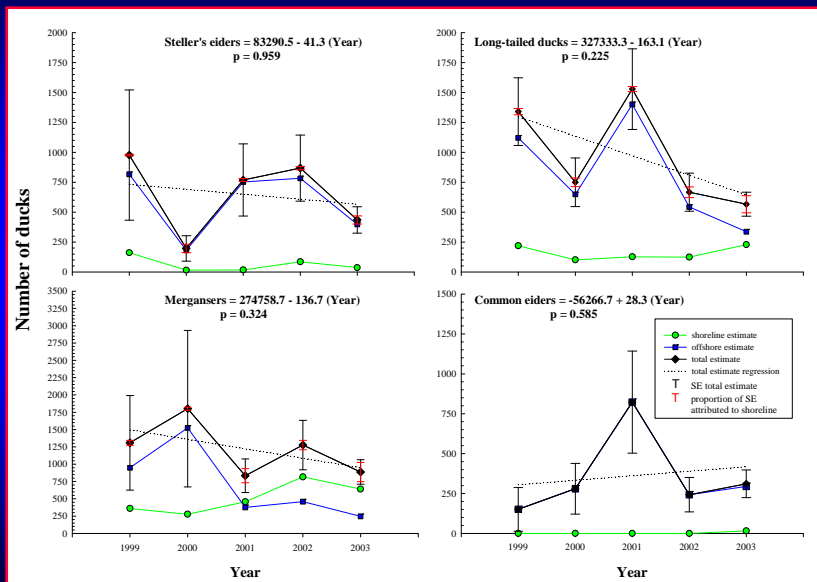 Number of ducks
Steller's eiders = 83290.5 - 41.3 (Year)
p = 0.959
2000
1750
1500
1250
1000
750
500
250
0
Long-tailed ducks = 327333.3 - 163.1 (Year)
p = 0.225
2000
1750
1500
1250
1000
750
500
250
0
Mergansers = 274758.7 - 136.7 (Year)
p = 0.324
3500
3250
3000
2750
2500
2250
2000
1750
1500
1250
1000
750
500
250
0
1999 2000 2001 2002 2003
Year
Common eiders = -56266.7 + 28.3 (Year)
p = 0.585
1500
1250
1000
750
500
250
0
shoreline estimate
offshore estimate
total estimate
total estimate regression
SE total estimate
proportion of SE
attributed to shoreline
1999 2000 2001 2002 2003
Year